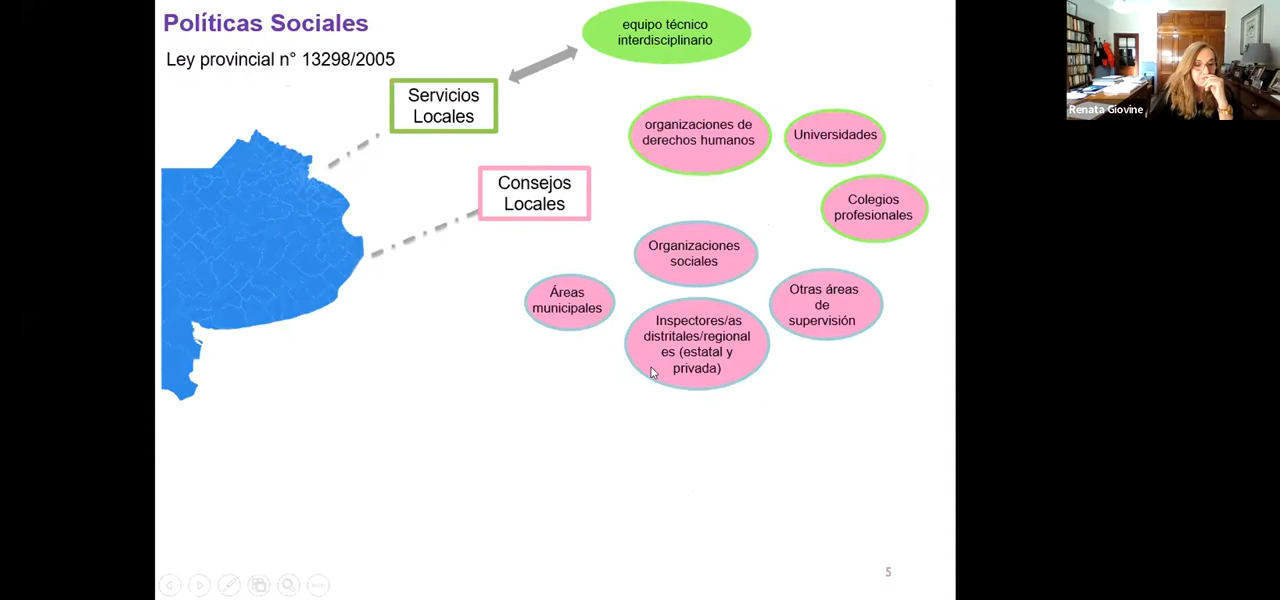 Políticas Sociales
Ley provincial n° 13298/2005
equipo técnico
interdisciplinario
Servicios
Locales
Consejos
Locales
organizaciones de
derechos humanos
Universidades
Colegios
profesionales
Organizaciones
sociales
Áreas
municipales
Inspectores/as
distritales/regional
es (estatal y
privada)
Otras áreas
de
supervisión
5
Renata Giovine